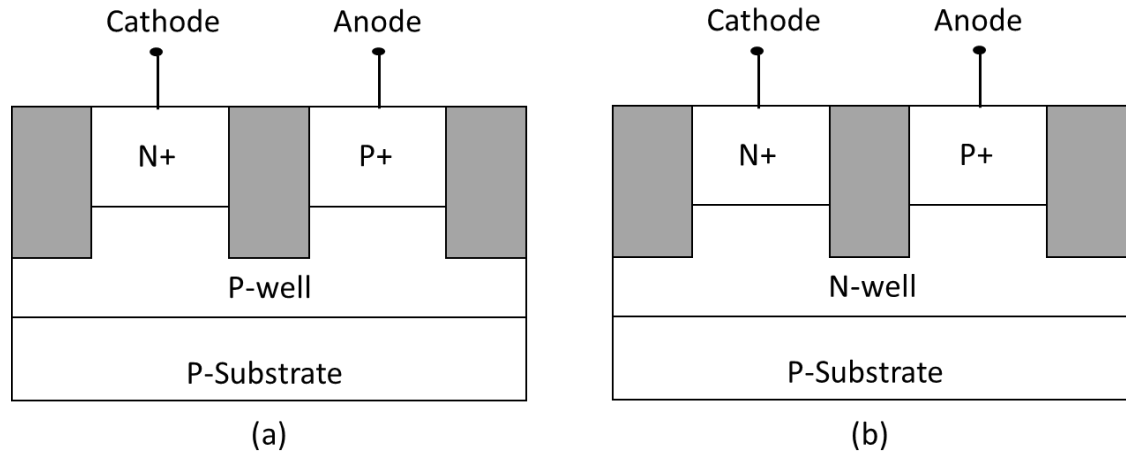 Cathode Anode
N+ P+
P-well
P-Substrate
(a)
Cathode Anode
N+ P+
N-well
P-Substrate
(b)